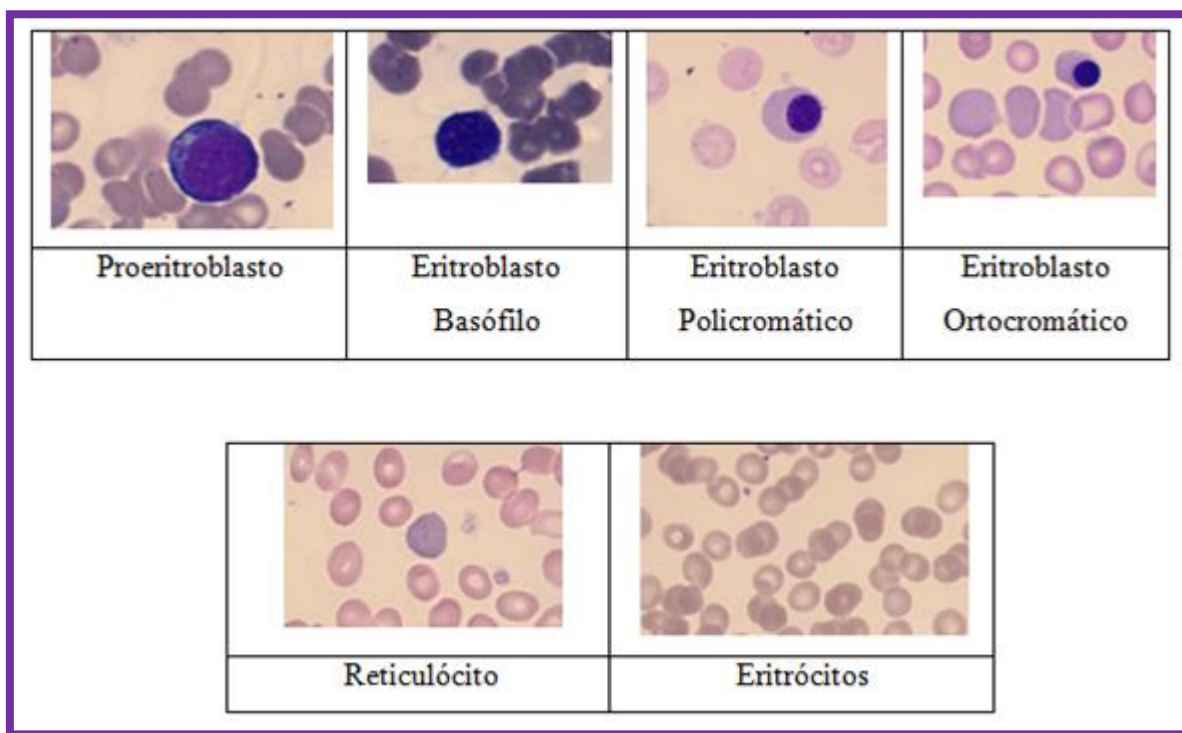 Proeritroblasto
Eritroblasto
Basófilo
Eritroblasto
Policromático
Eritroblasto
Ortocromático
Reticulócito
Eritrócitos